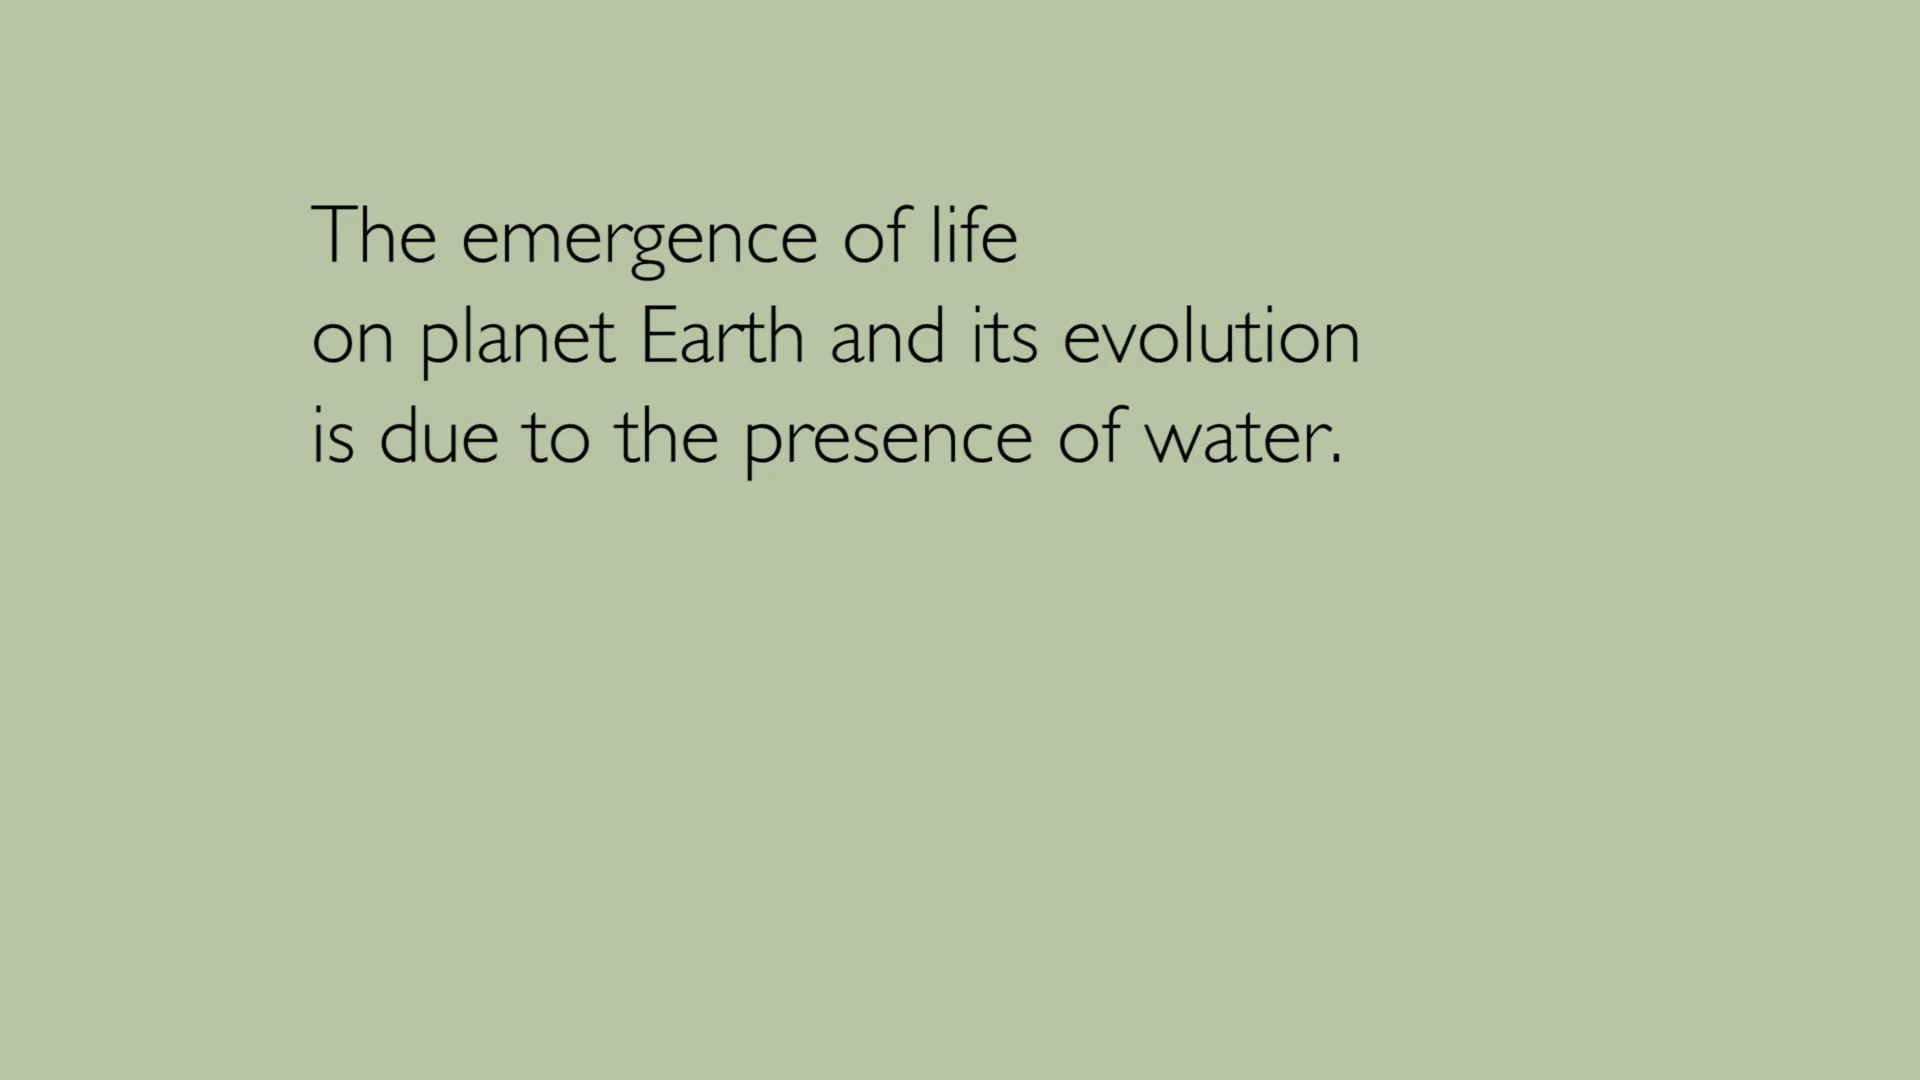 The emergence of life
on planet Earth and its evolution
is due to the presence of water.